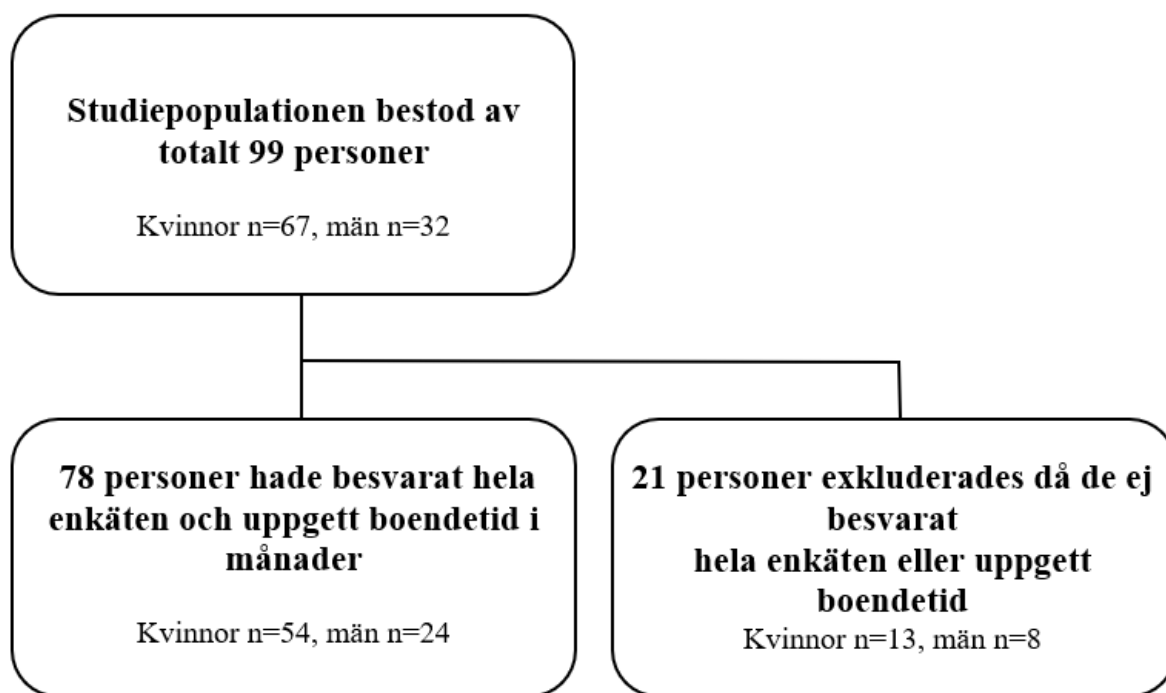 Studiepopulationen bestod av
totalt 99 personer
Kvinnor n=67, män n=32
78 personer hade besvarat hela
enkäten och uppgett boendetid i
månader
Kvinnor n=54, män n=24
21 personer exkluderades då de ej
besvarat
hela enkäten eller uppgett
boendetid
Kvinnor n=13, män n=8